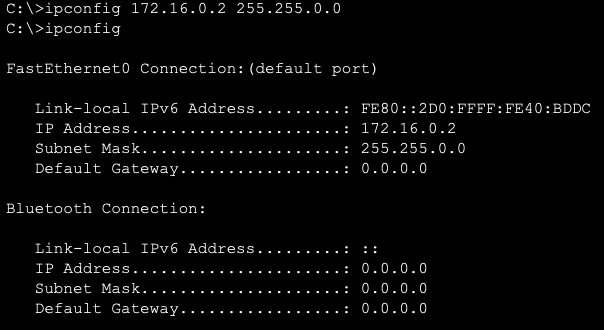 C:\>ipconfig 172.16.0.2 255.255.0.0
C:\>ipconfig
FastEthernet0 Connection:(default port)
Link-local IPv6 Address.........: FE80::2D0:FFFF:FE40:BDDC
IP Address......................: 172.16.0.2
Subnet Mask.....................: 255.255.0.0
Default Gateway.................: 0.0.0.0
Bluetooth Connection:
Link-local IPv6 Address.........: ::
IP Address......................: 0.0.0.0
Subnet Mask.....................: 0.0.0.0
Default Gateway.................: 0.0.0.0